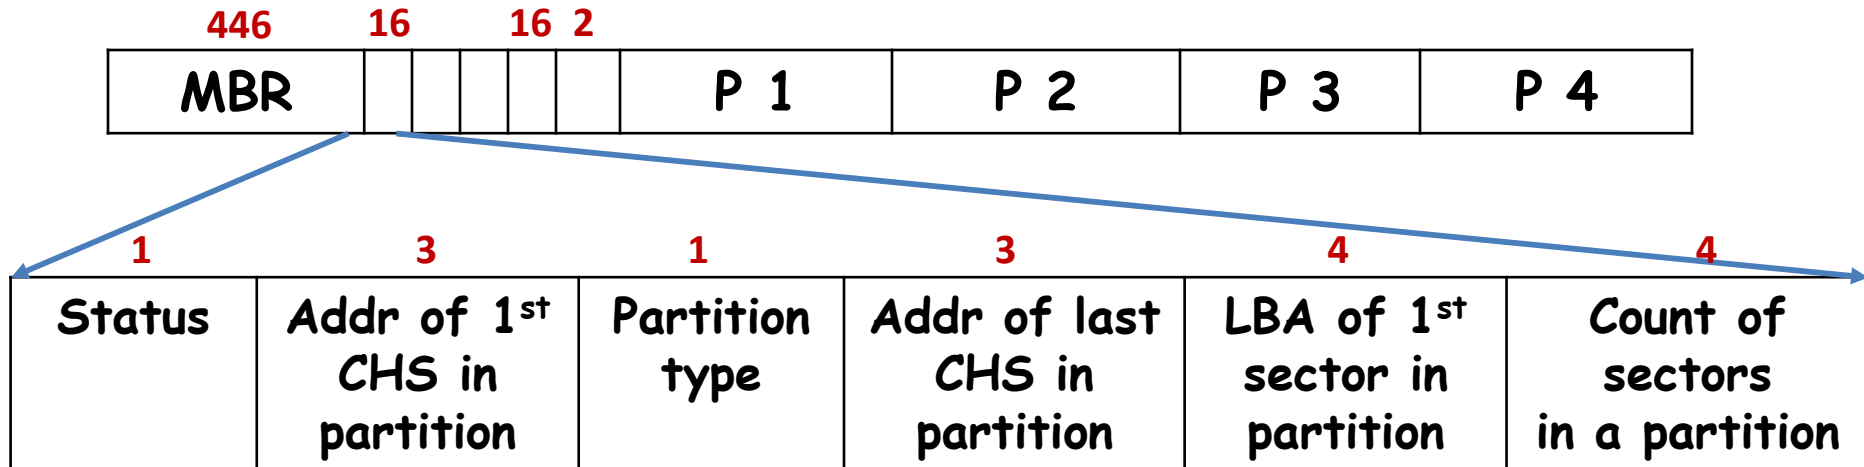 446 16 16 2
MBR P 1 P 2 P 3 P 4
1 3 1 3 4 4
Status Addr of 1st Partition Addr of last LBA of 1st Count of
CHS in type CHS in sector in sectors
partition partition partition in a partition